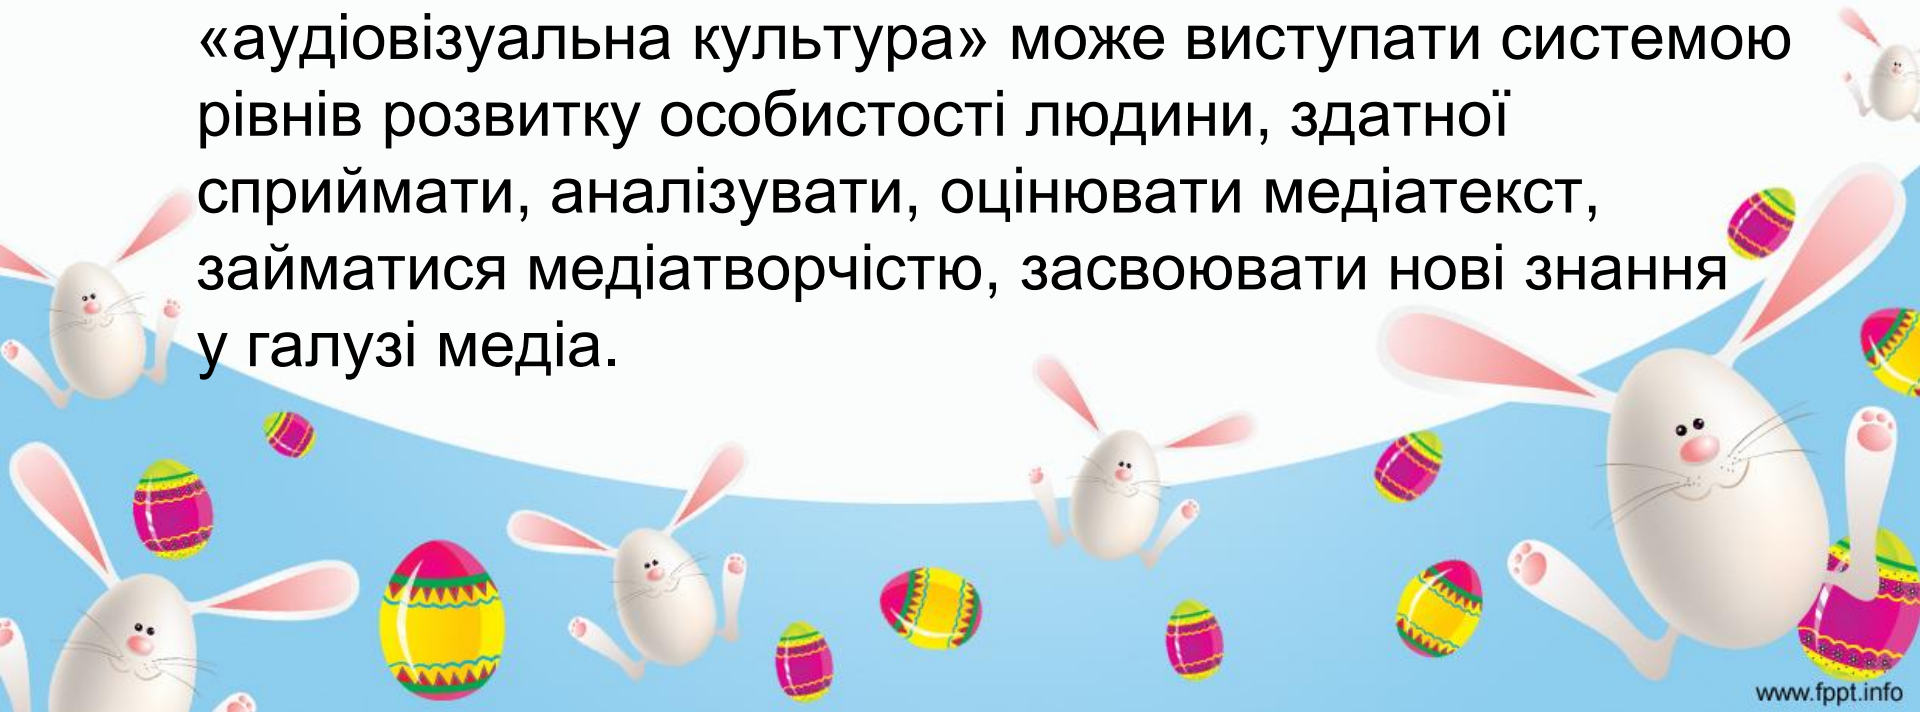 «аудіовізуальна культура» може виступати системою
рівнів розвитку особистості людини, здатної
сприймати, аналізувати, оцінювати медіатекст,
займатися медіатворчістю, засвоювати нові знання
у галузі медіа.
www.fppt.info